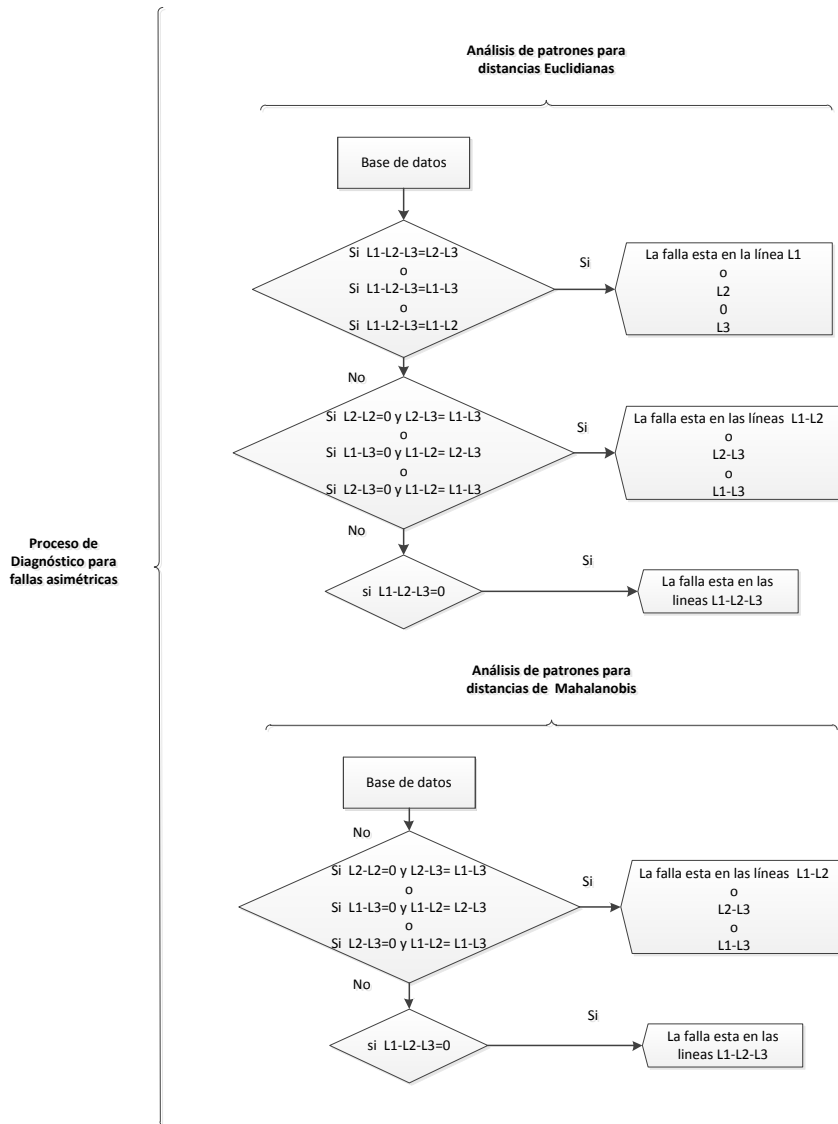 Análisis de patrones para
distancias Euclidianas
Base de datos
Si L1-L2-L3=L2-L3
o
Si L1-L2-L3=L1-L3
o
Si L1-L2-L3=L1-L2
Si
La falla esta en la línea L1
o
L2
0
L3
No
Si L2-L2=0 y L2-L3= L1-L3
o
Si L1-L3=0 y L1-L2= L2-L3
o
Si L2-L3=0 y L1-L2= L1-L3
Si
La falla esta en las líneas L1-L2
o
L2-L3
o
L1-L3
No
Proceso de
Diagnóstico para
fallas asimétricas
si L1-L2-L3=0
Si
La falla esta en las
lineas L1-L2-L3
Análisis de patrones para
distancias de Mahalanobis
Base de datos
No
Si L2-L2=0 y L2-L3= L1-L3
o
Si L1-L3=0 y L1-L2= L2-L3
o
Si L2-L3=0 y L1-L2= L1-L3
Si
La falla esta en las líneas L1-L2
o
L2-L3
o
L1-L3
No
si L1-L2-L3=0
Si
La falla esta en las
lineas L1-L2-L3